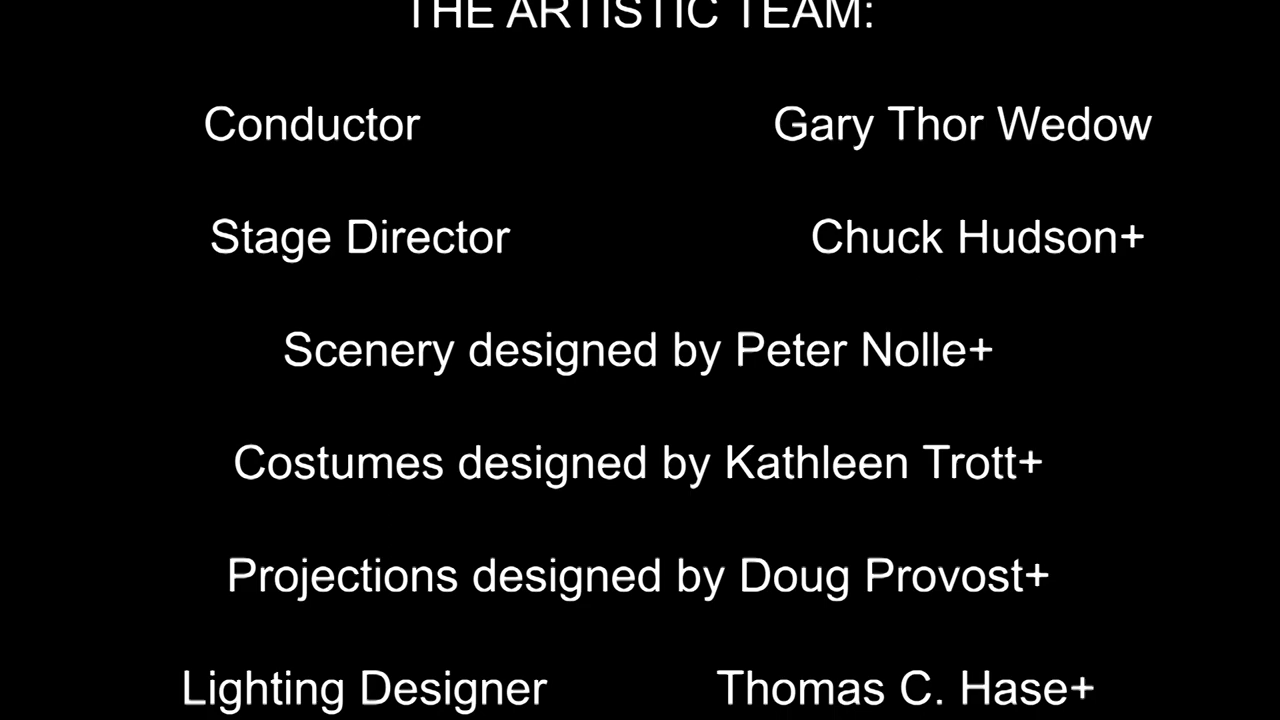 THE ARTISTIC TEAM:
Conductor Gary Thor Wedow
Stage Director Chuck Hudson+
Scenery designed by Peter Nolle+
Costumes designed by Kathleen Trott+
Projections designed by Doug Provost+
Lighting Designer Thomas C. Hase+